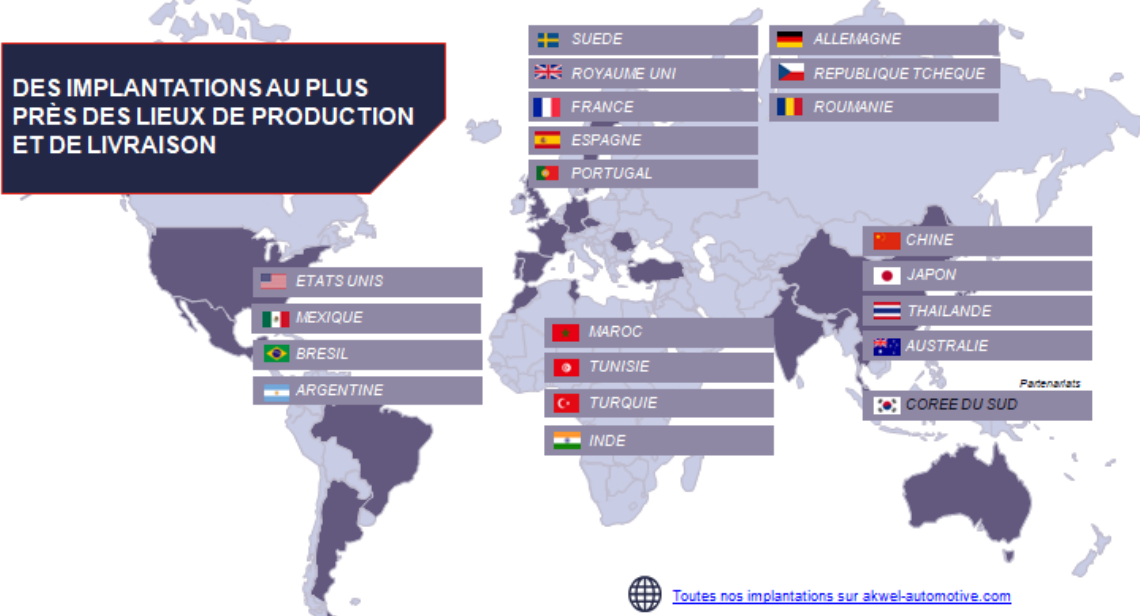 DES IMPLANTATIONS AU PLUS
PRÈS DES LIEUX DE PRODUCTION
ET DE LIVRAISON
SUEDE
ROYAUME UNI
FRANCE
ESPAGNE
PORTUGAL
ALLEMAGNE
REPUBLIQUE TCHEQUE
ROUMANIE
ETATS UNIS
MEXIQUE
BRESIL
ARGENTINE
MAROC
TUNISIE
TURQUIE
INDE
CHINE
JAPON
THAILANDE
AUSTRALIE
Partenariats
COREE DU SUD
Toutes nos implantations sur akwel-automotive.com